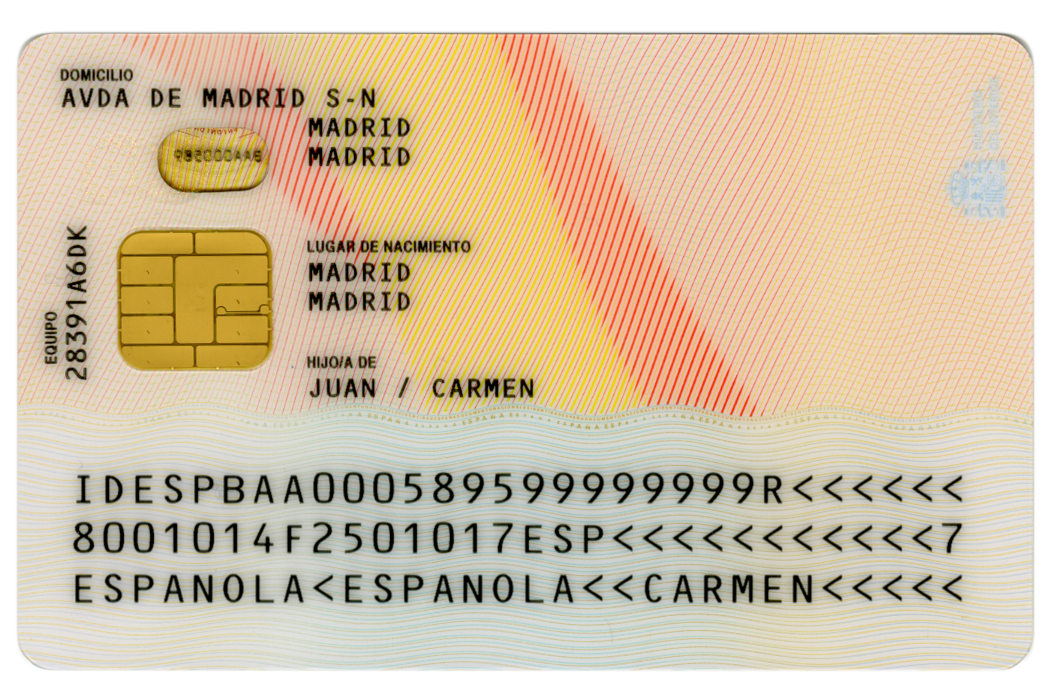 DOMICILIO
AVDA DE MADRID S-N
MADRID
MADRID
LUGAR DE NACIMIENTO
MADRID
MADRID
EQUIPO
28391A6DK
HIJO/A DE
JUAN / CARMEN
IDESPBAA000589599999999R<<<<<<
8001014F2501017ESP<<<<<<<<<<<7
ESPANOLA<ESPANOLA<<CARMEN<<<<<